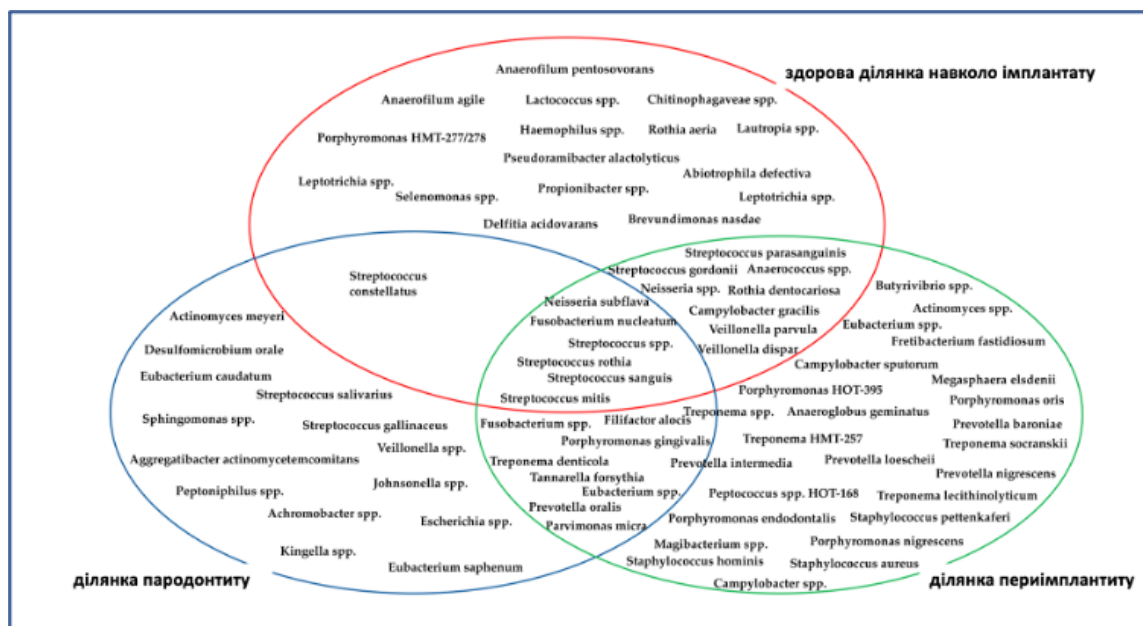 здорова ділянка навколо імплантату
Anaerofilum pentosovorans
Anaerofilum agile
Lactococcus spp.
Chitinophagaveae spp.
Porphyromonas HMT-277/278
Haemophilus spp.
Rothia aeria
Lautropia spp.
Pseudoramibacter alactolyticus
Abiotrophila defectiva
Leptotrichia spp.
Selenomonas spp.
Propionibacter spp.
Leptotrichia spp.
Delfitia acidovarans
Brevundimonas nasdae
Streptococcus parasanguinis
Streptococcus gordonii
Anaerococcus spp.
Streptococcus
constellatus
Neisseria spp.
Rothia dentocariosa
Butyrivibrio spp.
Neisseria subflava
Campylobacter gracilis
Actinomyces spp.
Actinomyces meyeri
Fusobacterium nucleatum
Veillonella parvula
Eubacterium spp.
Fretibacterium fastidiosum
Desulfomicrobium orale
Streptococcus spp.
Veillonella dispar
Streptococcus rothia
Campylobacter sputorum
Eubacterium caudatum
Streptococcus sanguis
Megasphaera elsdenii
Streptococcus salivarius
Streptococcus mitis
Porphyromonas HOT-395
Porphyromonas oris
Sphingomonas spp.
Streptococcus gallinaceus
Fusobacterium spp.
Filifactor alocis
Treponema spp.
Anaeroglobus geminatus
Prevotella baroniae
Veillonella spp.
Porphyromonas gingivalis
Treponema HMT-257
Treponema socranskii
Aggregatibacter actinomycetemcomitans
Treponema denticola
Prevotella intermedia
Prevotella loescheii
Prevotella nigrescens
Peptoniphilus spp.
Johnsonella spp.
Tannarella forsythia
Eubacterium spp.
Peptococcus spp. HOT-168
Treponema lecithinolyticum
Achromobacter spp.
Escherichia spp.
Prevotella oralis
Parvimonas micra
Porphyromonas endodontalis
Staphylococcus pettenkaferi
Kingella spp.
Magibacterium spp.
Porphyromonas nigrescens
Eubacterium saphenum
Staphylococcus hominis
Staphylococcus aureus
Campylobacter spp.
ділянка пародонтиту
ділянка периімплантиту